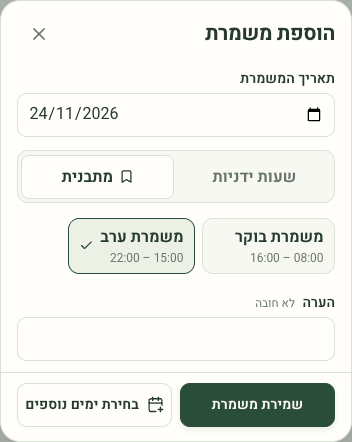 הוספת משמרת
תאריך המשמרת
24/11/2026
שעות ידניות
מתבנית
משמרת בוקר
08:00 – 16:00
משמרת ערב
15:00 – 22:00
הערה לא חובה
שמירת משמרת
בחירת ימים נוספים